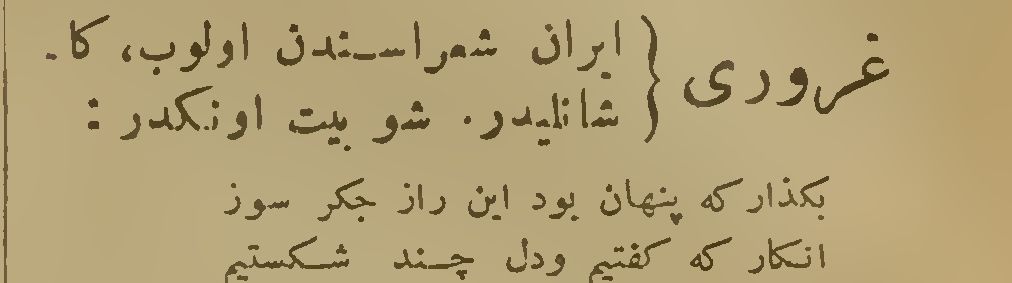 غروری { ایران شعراسندن اولوب، کا.
شانلیدر. شو بیت اونکدر :
بکذار که پنهان بود این راز جکر سوز
انکار که کفتیم ودل چند شکستیم